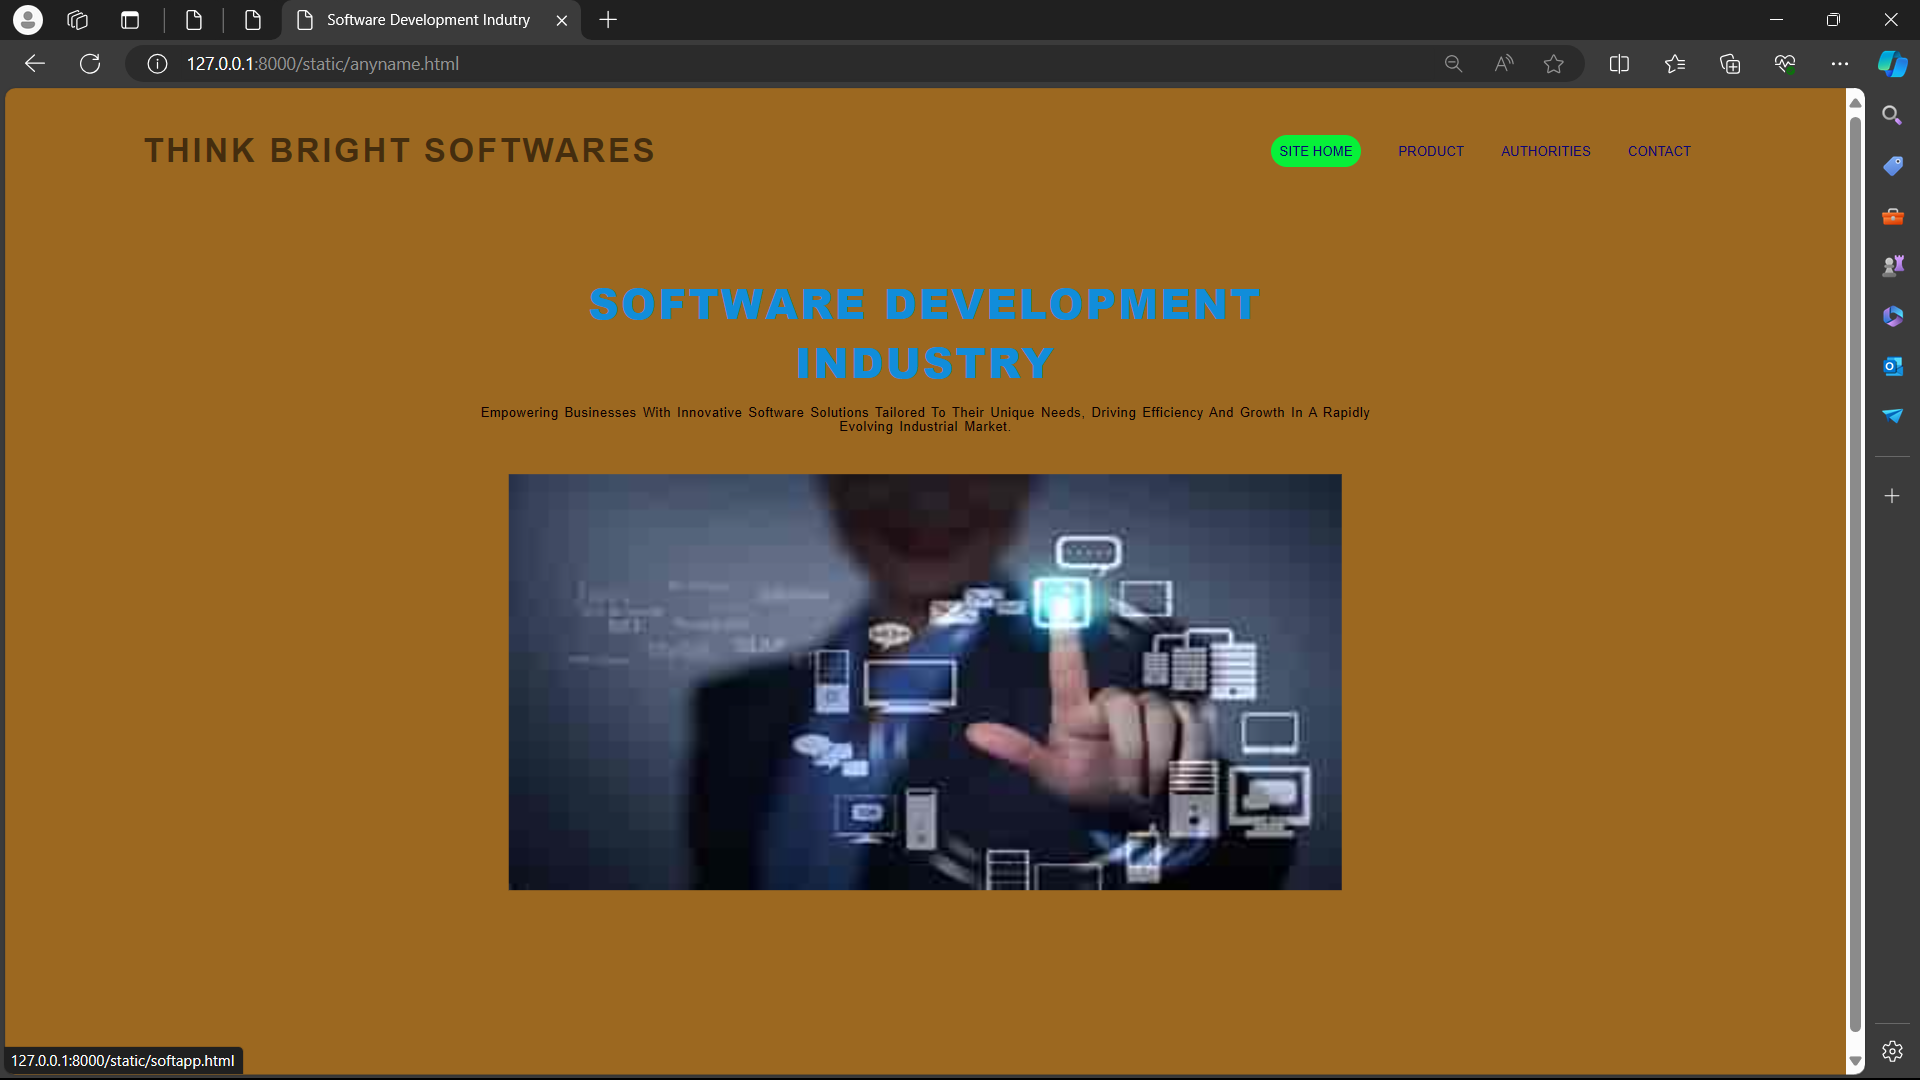 Software Development Indutry
127.0.0.1:8000/static/anyname.html
THINK BRIGHT SOFTWARES
SITE HOME PRODUCT AUTHORITIES CONTACT
SOFTWARE DEVELOPMENT
INDUSTRY
Empowering Businesses With Innovative Software Solutions Tailored To Their Unique Needs, Driving Efficiency And Growth In A Rapidly
Evolving Industrial Market.
127.0.0.1:8000/static/softapp.html